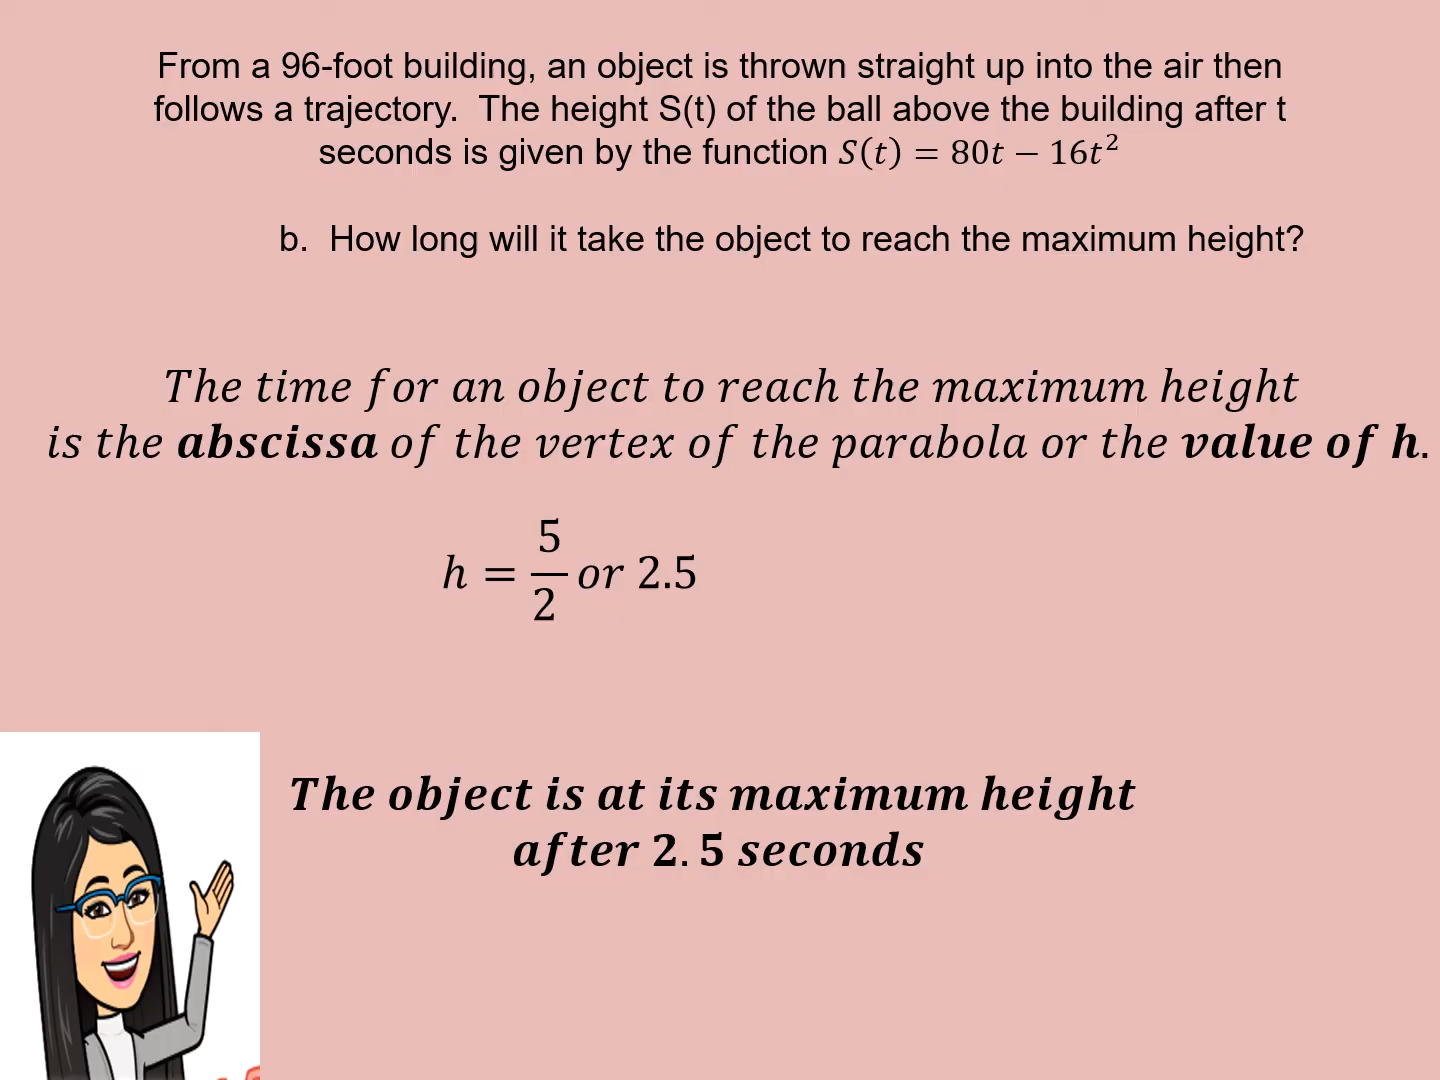 From a 96-foot building, an object is thrown straight up into the air then
follows a trajectory.  The height S(t) of the ball above the building after t
seconds is given by the function S(t) = 80t − 16t²
b.  How long will it take the object to reach the maximum height?
The time for an object to reach the maximum height
is the abscissa of the vertex of the parabola or the value of h.
h = 5/2 or 2.5
The object is at its maximum height
after 2.5 seconds